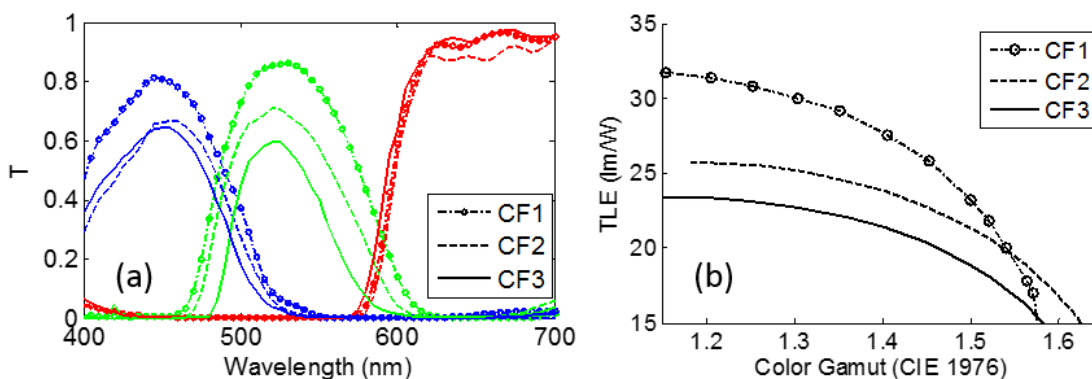 1
0.8
0.6
0.4
0.2
0
T
(a)
CF1
CF2
CF3
400 500 600 700
Wavelength (nm)
(b)
35
30
25
20
15
TLE (lm/W)
CF1
CF2
CF3
1.2 1.3 1.4 1.5 1.6
Color Gamut (CIE 1976)